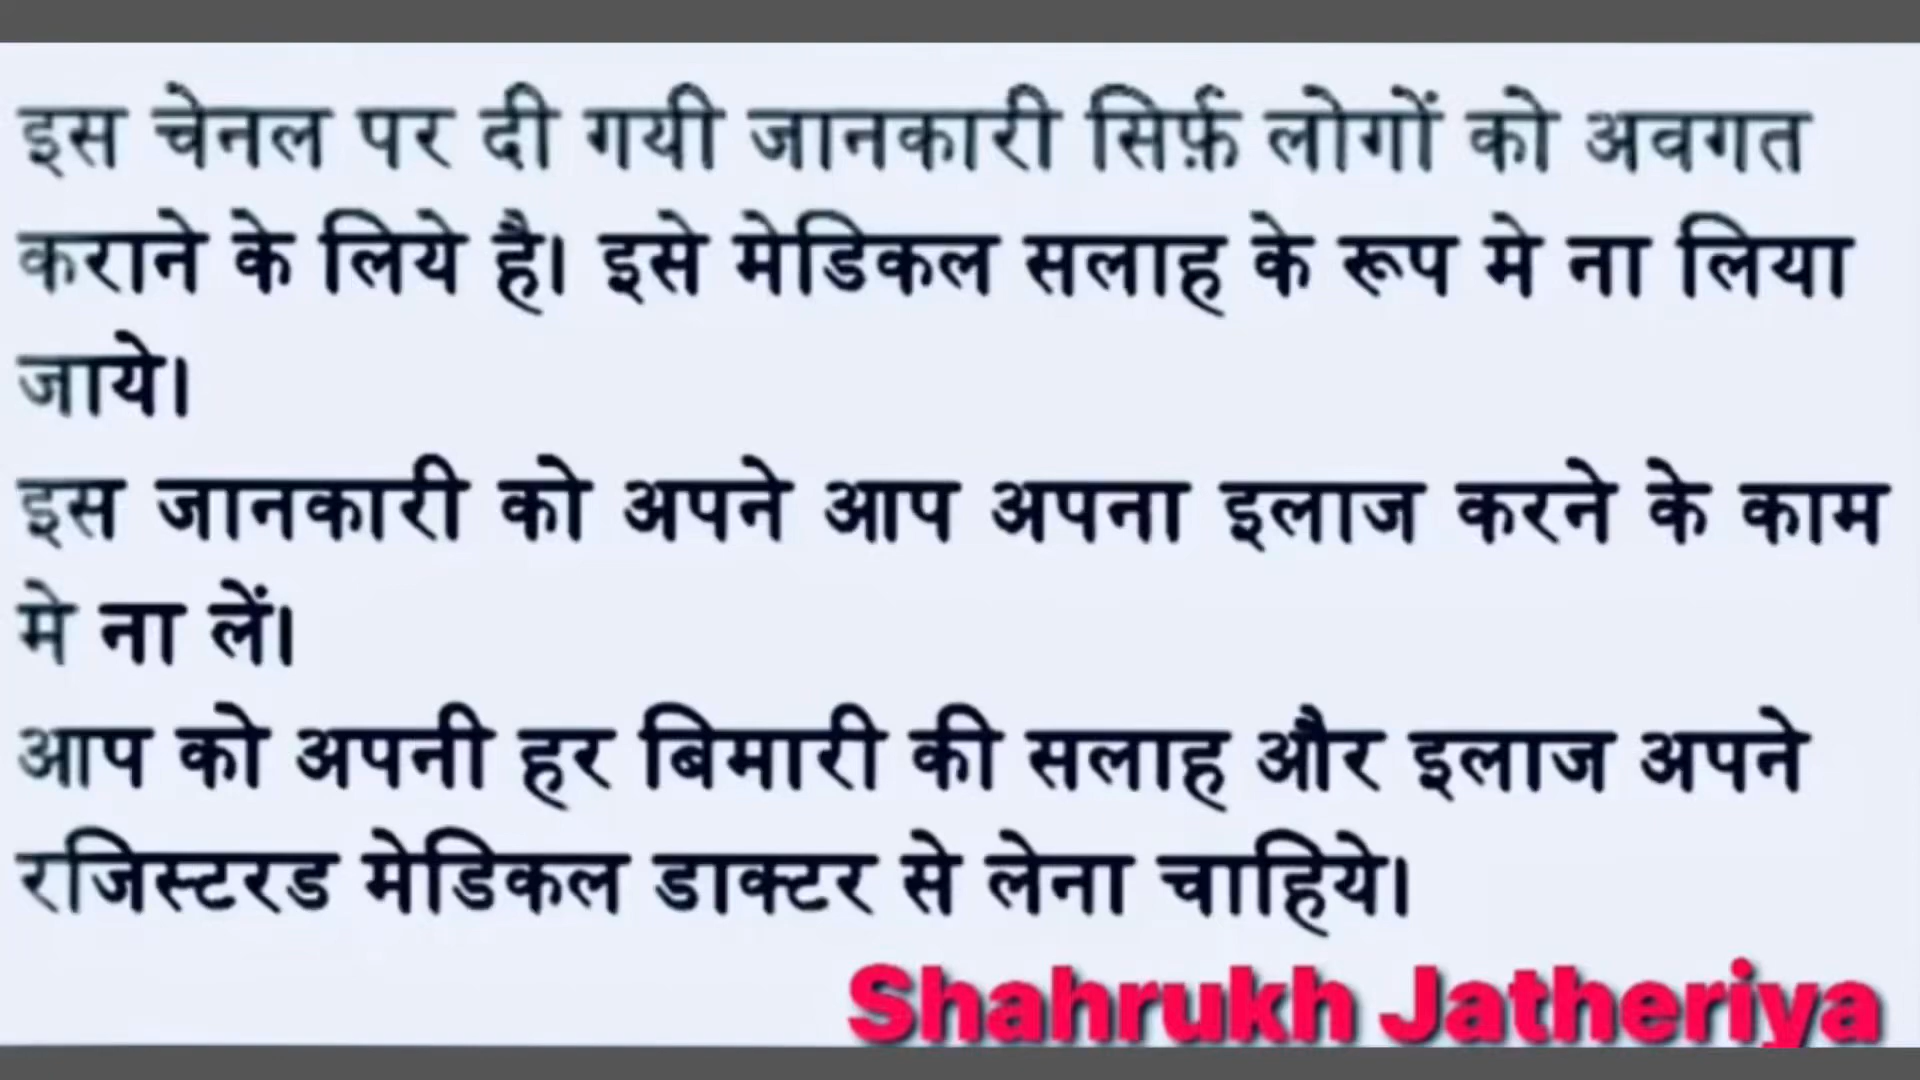 इस चेनल पर दी गयी जानकारी सिर्फ़ लोगों को अवगत
कराने के लिये है। इसे मेडिकल सलाह के रूप मे ना लिया
जाये।
इस जानकारी को अपने आप अपना इलाज करने के काम
मे ना लें।
आप को अपनी हर बिमारी की सलाह और इलाज अपने
रजिस्टरड मेडिकल डाक्टर से लेना चाहिये।
Shahrukh Jatheriya